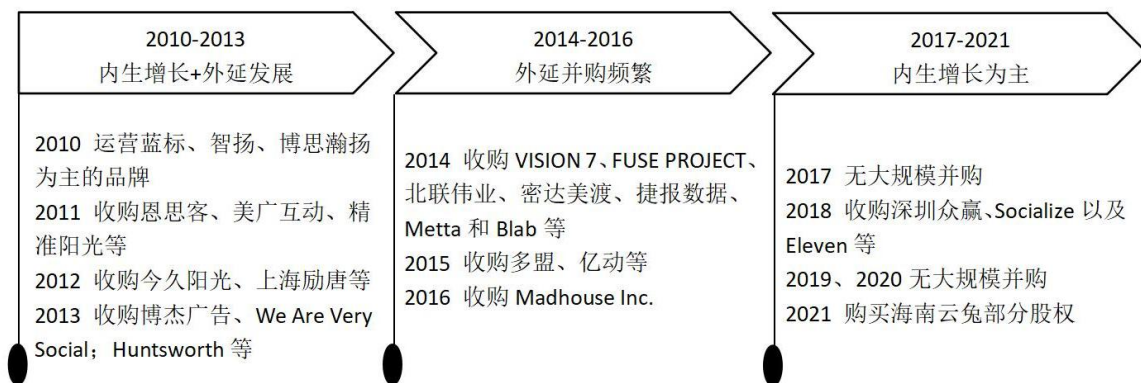 2010-2013
内生增长+外延发展
2010 运营蓝标、智扬、博思瀚扬
为主的品牌
2011 收购恩思客、美广互动、精
准阳光等
2012 收购今久阳光、上海励唐等
2013 收购博杰广告、We Are Very
Social；Huntsworth 等
2014-2016
外延并购频繁
2014 收购 VISION 7、FUSE PROJECT、
北联伟业、密达美渡、捷报数据、
Metta 和 Blab 等
2015 收购多盟、亿动等
2016 收购 Madhouse Inc.
2017-2021
内生增长为主
2017 无大规模并购
2018 收购深圳众赢、Socialize 以及
Eleven 等
2019、2020 无大规模并购
2021 购买海南云兔部分股权